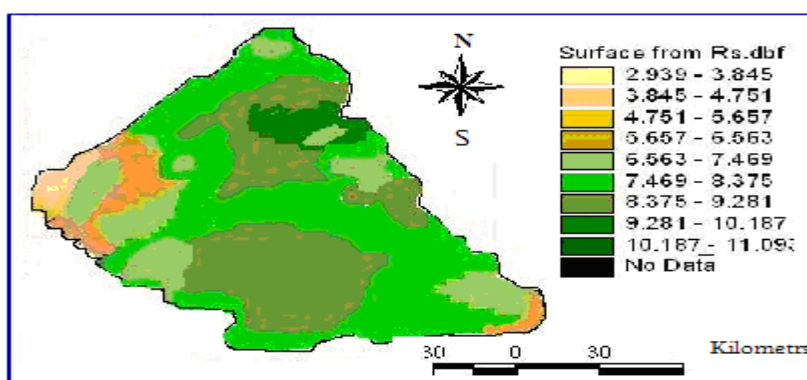 N
S
Surface from Rs.dbf
2.939 - 3.845
3.845 - 4.751
4.751 - 5.657
5.657 - 6.563
6.563 - 7.469
7.469 - 8.375
8.375 - 9.281
9.281 - 10.187
10.187 - 11.093
No Data
30 0 30 Kilometr